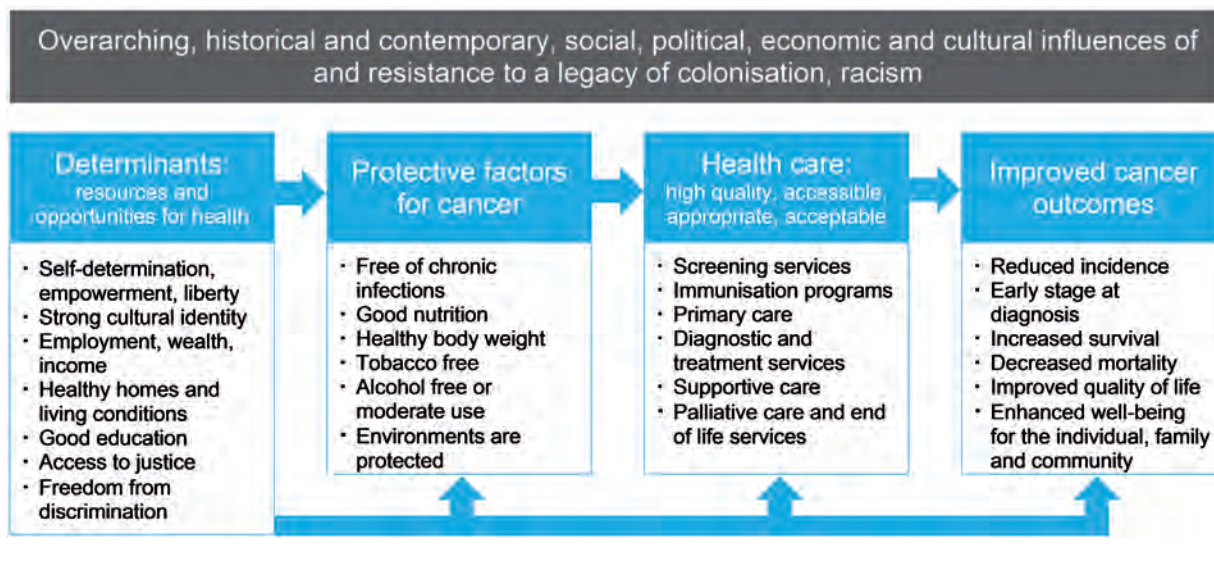 Overarching, historical and contemporary, social, political, economic and cultural influences of
and resistance to a legacy of colonisation, racism
Determinants:
resources and
opportunities for health
· Self-determination,
empowerment, liberty
· Strong cultural identity
· Employment, wealth,
income
· Healthy homes and
living conditions
· Good education
· Access to justice
· Freedom from
discrimination
Protective factors
for cancer
· Free of chronic
infections
· Good nutrition
· Healthy body weight
· Tobacco free
· Alcohol free or
moderate use
· Environments are
protected
Health care:
high quality, accessible,
appropriate, acceptable
· Screening services
· Immunisation programs
· Primary care
· Diagnostic and
treatment services
· Supportive care
· Palliative care and end
of life services
Improved cancer
outcomes
· Reduced incidence
· Early stage at
diagnosis
· Increased survival
· Decreased mortality
· Improved quality of life
· Enhanced well-being
for the individual, family
and community